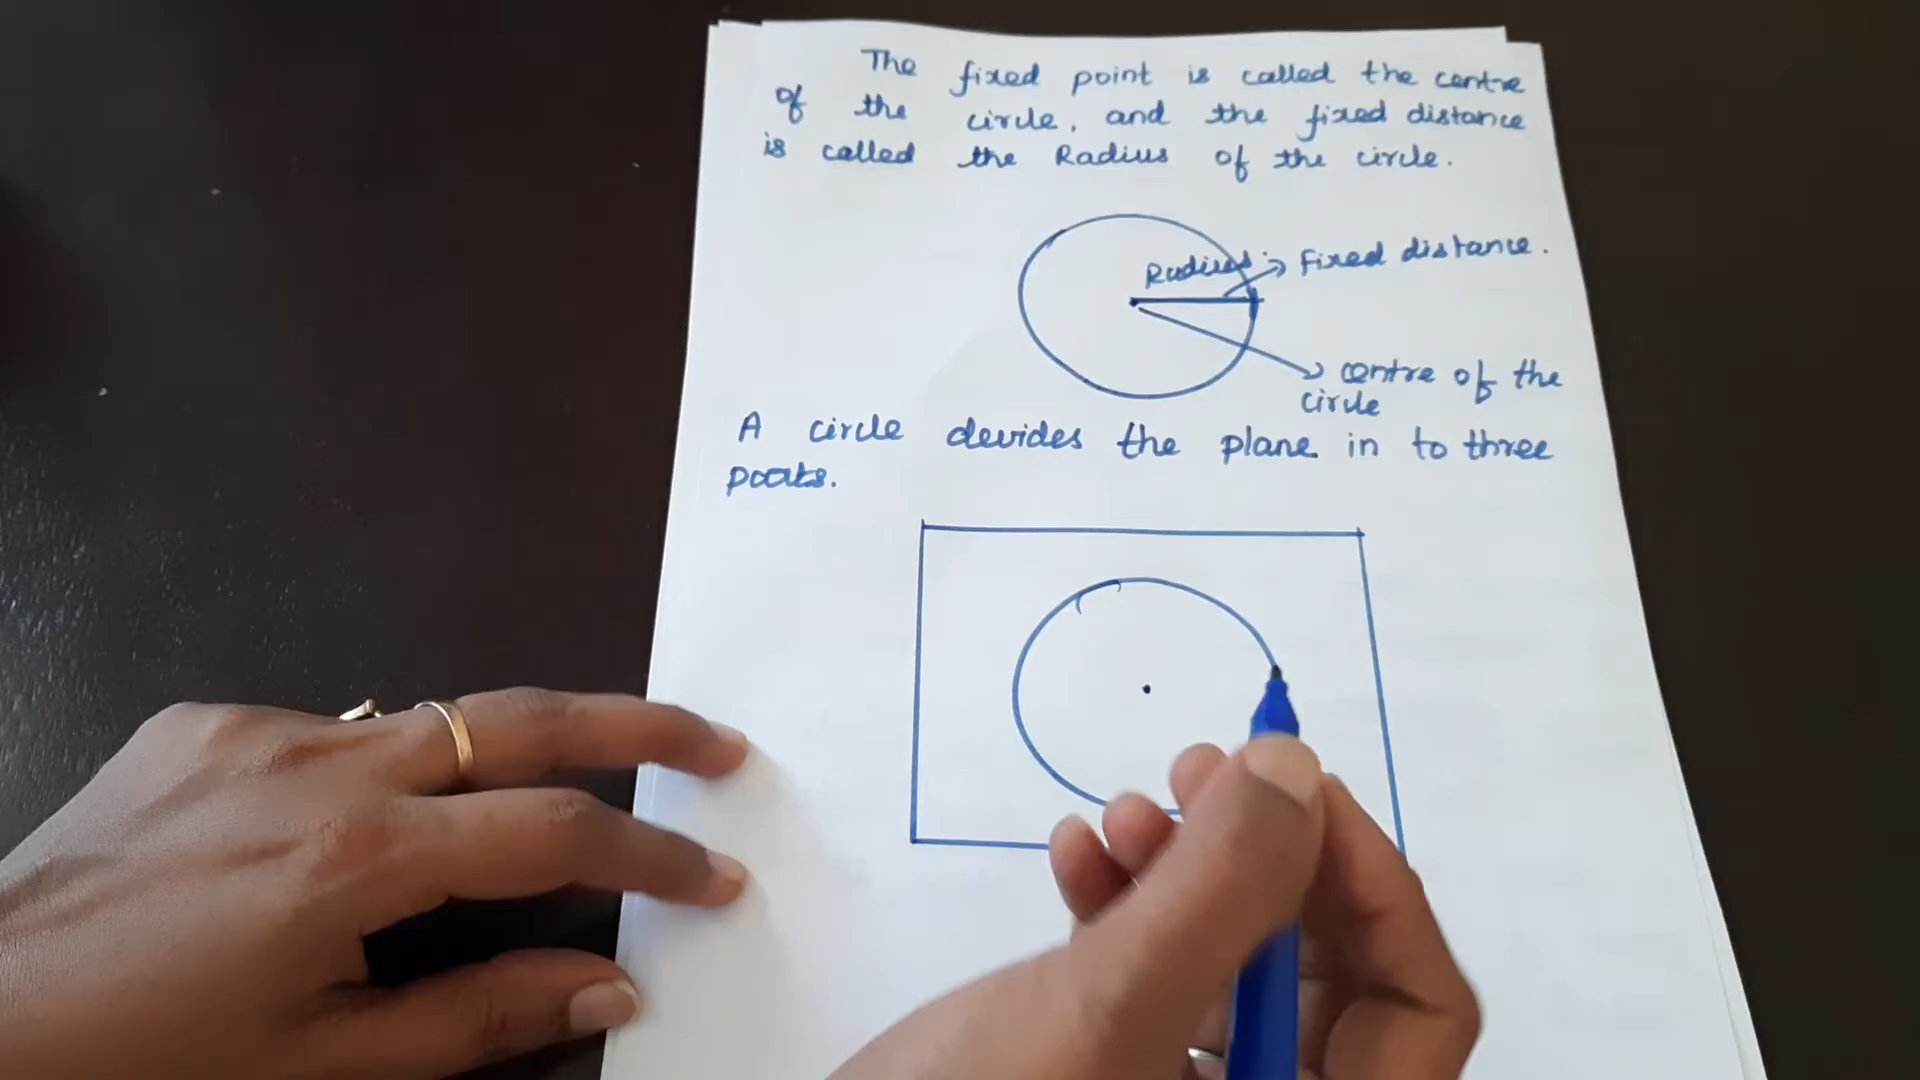 The fixed point is called the centre
of the circle, and the fixed distance
is called the Radius of the circle.
Radius.
Fixed distance.
centre of the
circle
A circle devides the plane in to three
poats.